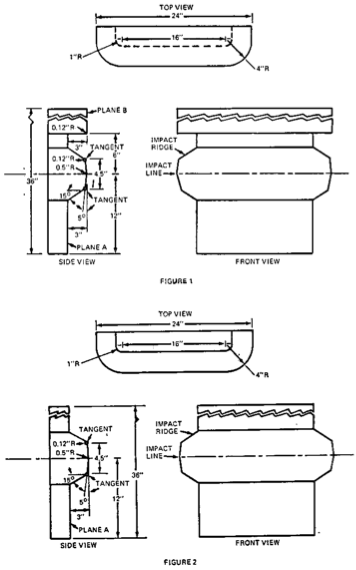 TOP VIEW
24"
16"
1"R
4"R
PLANE B
0.12"R
3"
TANGENT
6"
0.12"R
0.5"R
4.5"
36"
15°
TANGENT
5°
12"
3"
PLANE A
SIDE VIEW
IMPACT
RIDGE
IMPACT
LINE
FRONT VIEW
FIGURE 1
TOP VIEW
24"
16"
1"R
4"R
TANGENT
0.12"R
0.5"R
4.5"
36"
15°
TANGENT
5°
12"
3"
PLANE A
SIDE VIEW
IMPACT
RIDGE
IMPACT
LINE
FRONT VIEW
FIGURE 2